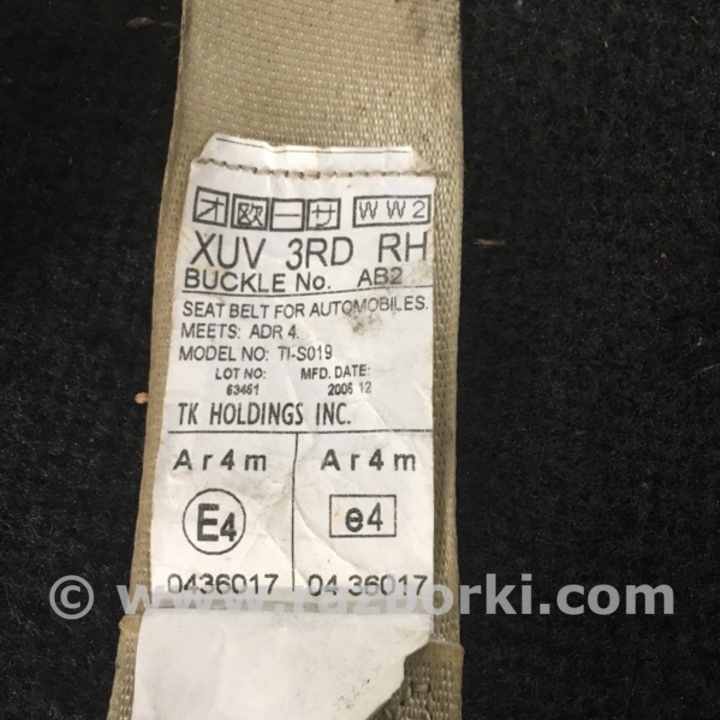 オ 欧 一 サ WW2
XUV 3RD RH
BUCKLE No. AB2
SEAT BELT FOR AUTOMOBILES.
MEETS: ADR 4.
MODEL NO: TI-S019
LOT NO: MFD. DATE:
63461 2006 12
TK HOLDINGS INC.
Ar4m Ar4m
E4 e4
0436017 04 36017
© www.razborki.com